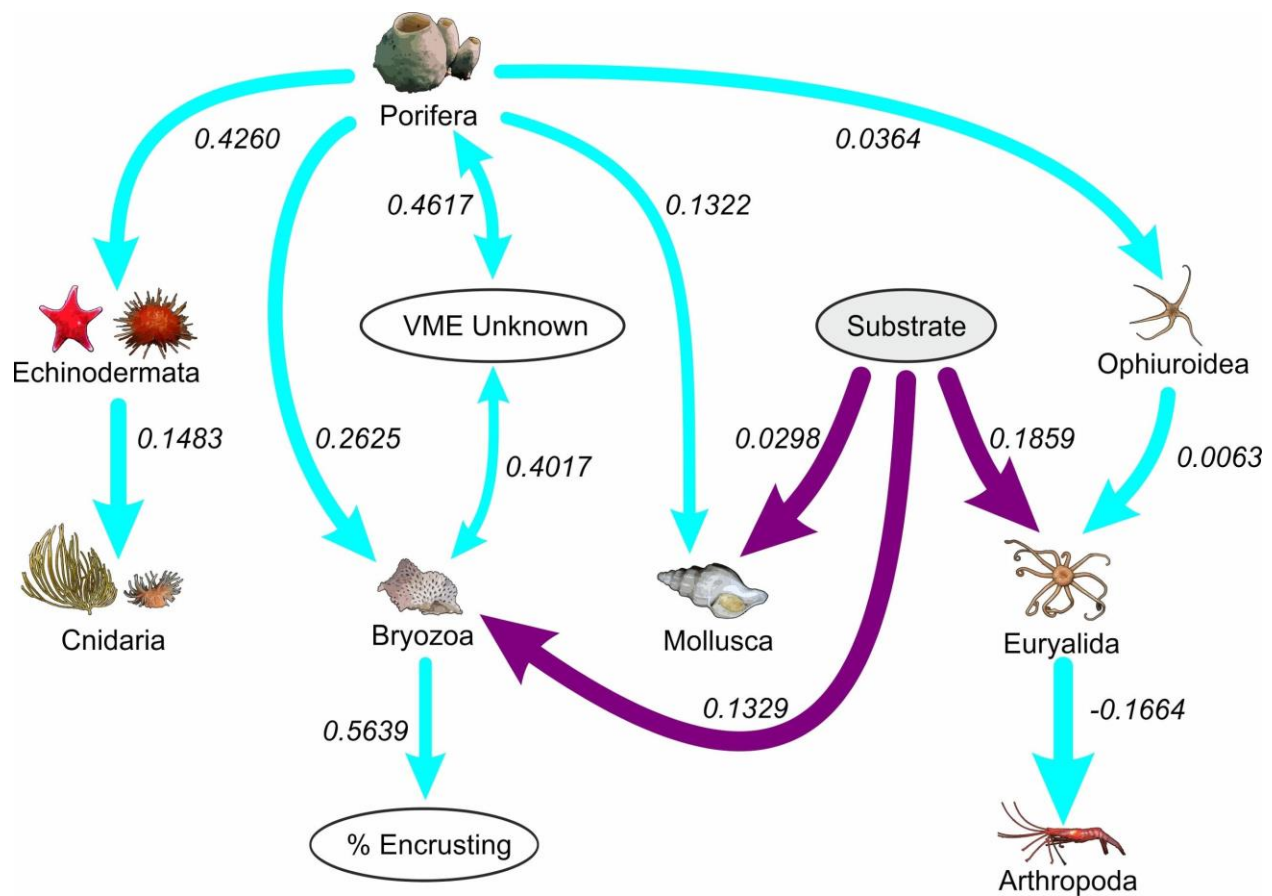 Porifera
0.4260
0.0364
0.4617
0.1322
VME Unknown
Substrate
Echinodermata
Ophiuroidea
0.1483
0.2625
0.4017
0.0298
0.1859
0.0063
Cnidaria
Bryozoa
Mollusca
Euryalida
0.5639
0.1329
-0.1664
% Encrusting
Arthropoda